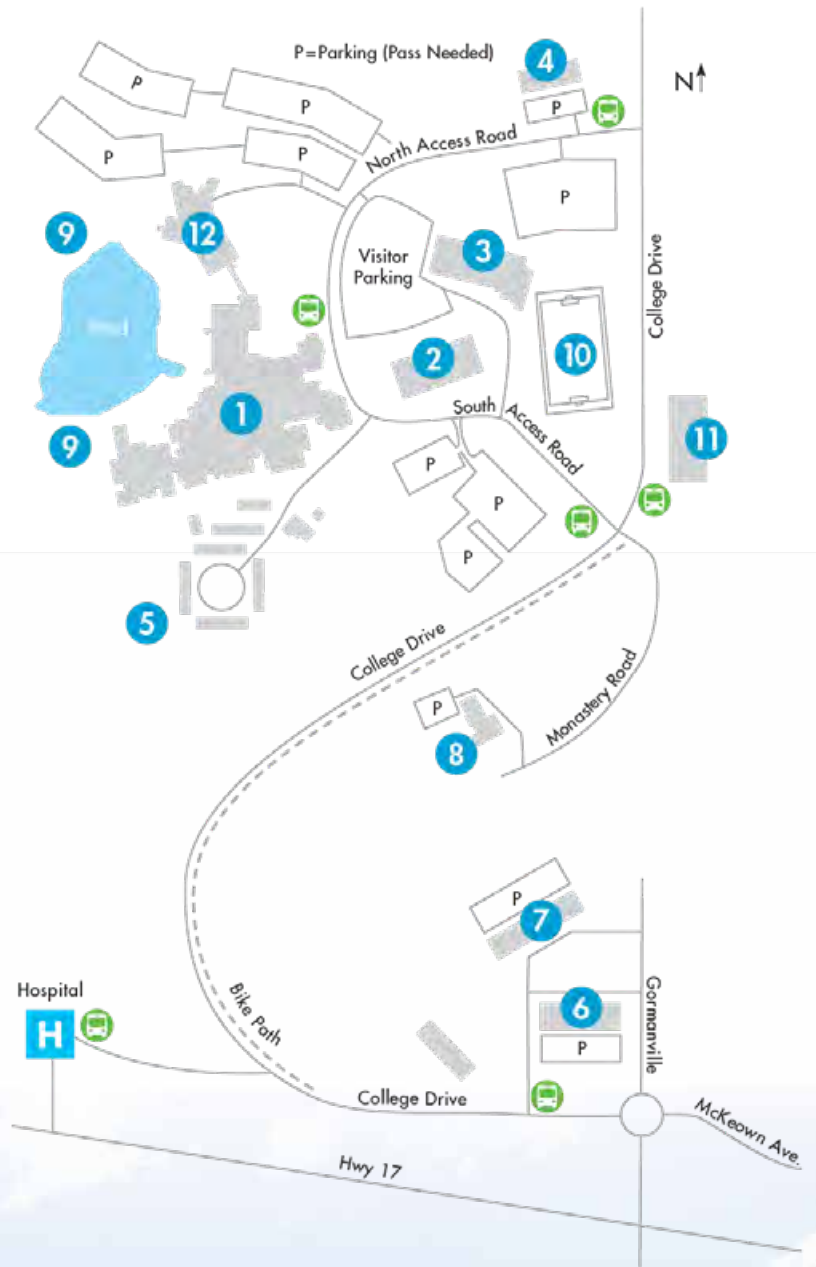 P=Parking (Pass Needed)
4
N
P
P
P
North Access Road
P
P
P
9
12
3
Visitor
Parking
College Drive
2
10
1
South
Access Road
11
9
P
P
P
5
College Drive
Monastery Road
P
8
P
7
Hospital
H
Bike Path
6
Gormanville
P
College Drive
McKeown Ave.
Hwy 17